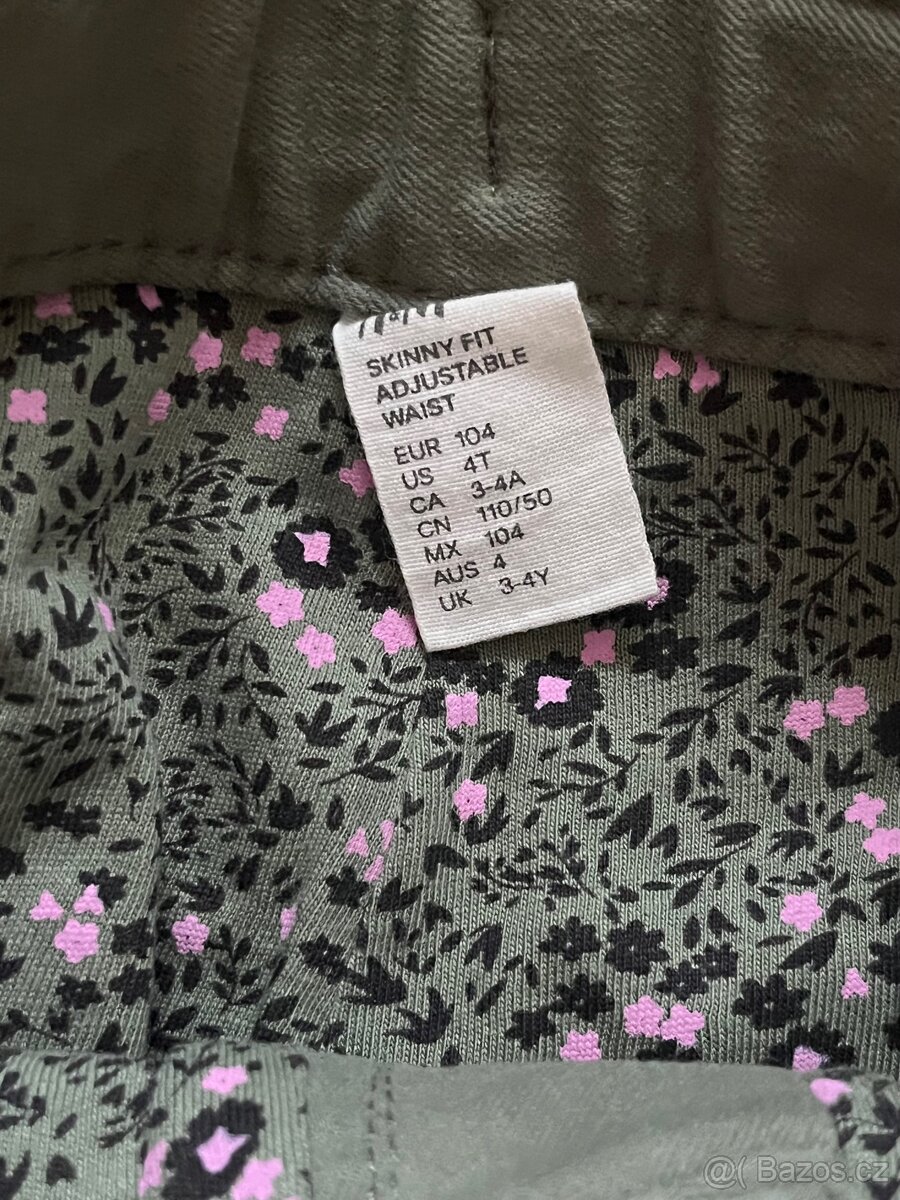 H&M
SKINNY FIT
ADJUSTABLE
WAIST
EUR 104
US 4T
CA 3-4A
CN 110/50
MX 104
AUS 4
UK 3-4Y
@( Bazos.cz